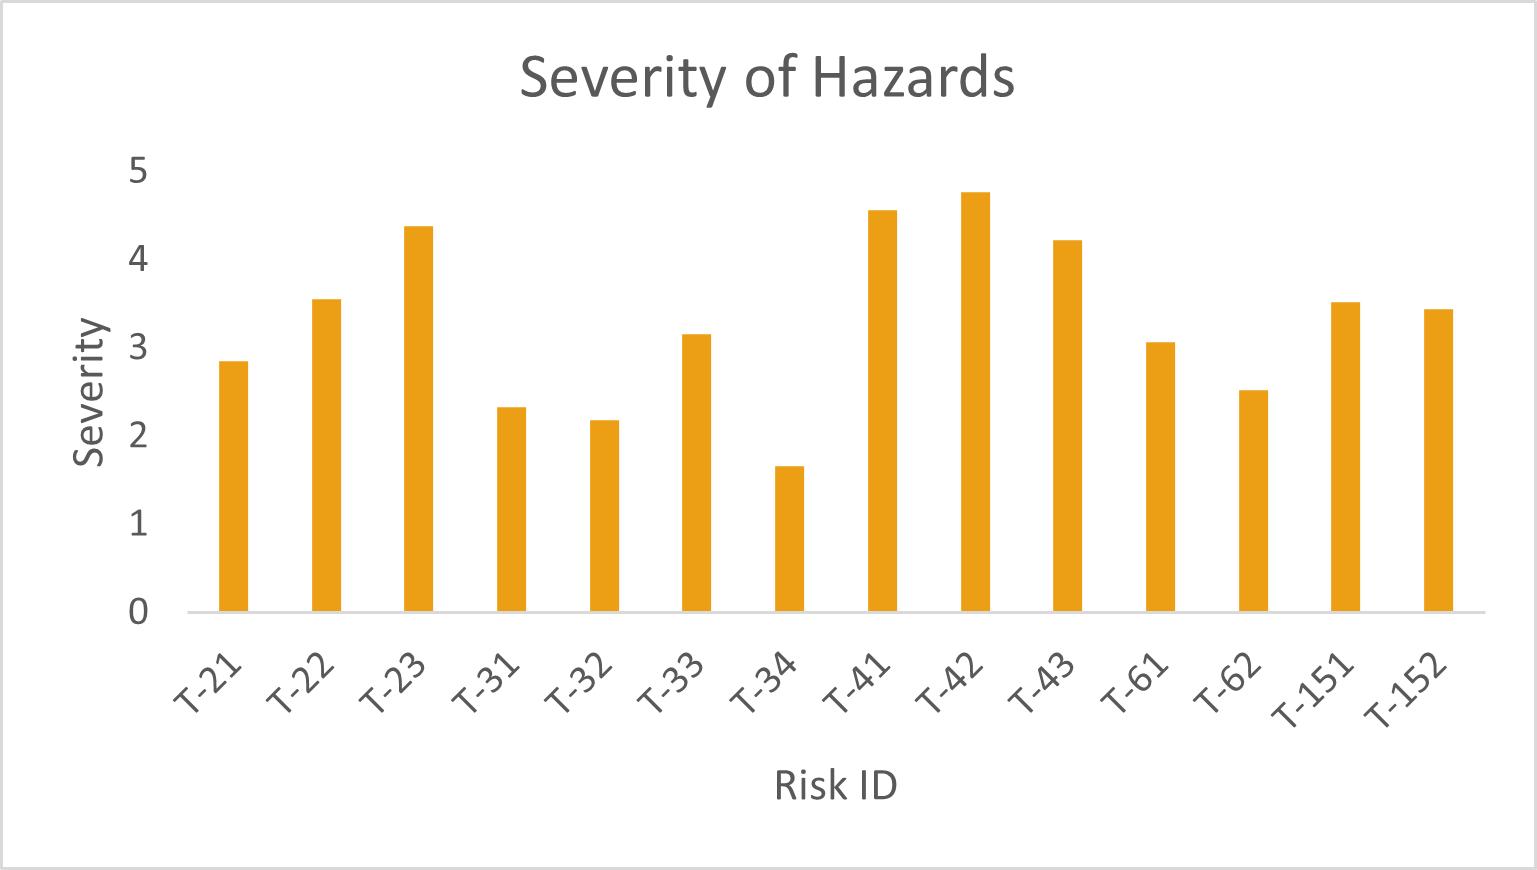 Severity of Hazards
5
4
3
2
1
0
Severity
T-21
T-22
T-23
T-31
T-32
T-33
T-34
T-41
T-42
T-43
T-61
T-62
T-151
T-152
Risk ID